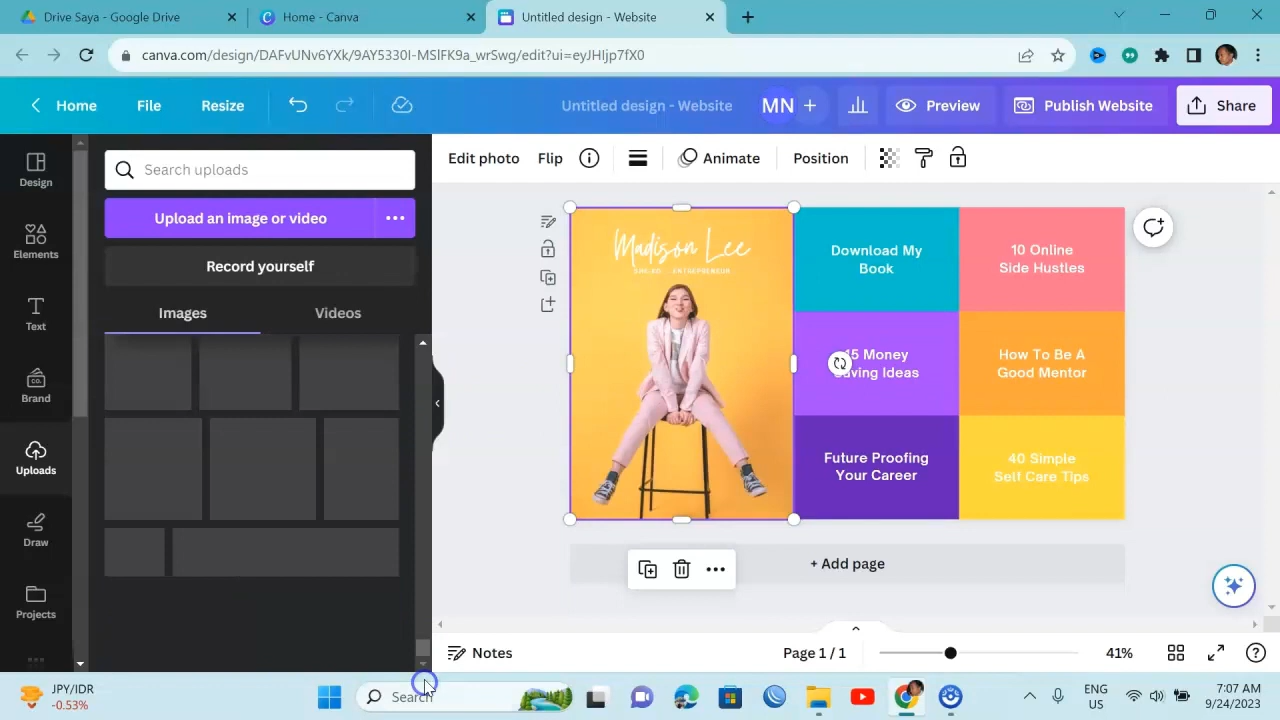 Drive Saya - Google Drive
Home - Canva
Untitled design - Website
canva.com/design/DAFvUNv6YXk/9AY5330I-MSlFK9a_wrSwg/edit?ui=eyJHIjp7fX0
Home
File
Resize
Untitled design - Website
MN
Preview
Publish Website
Share
Design
Elements
Text
Brand
Uploads
Draw
Projects
Search uploads
Upload an image or video
Record yourself
Images
Videos
Edit photo
Flip
Animate
Position
Madison Lee
Download My
Book
10 Online
Side Hustles
15 Money
Saving Ideas
How To Be A
Good Mentor
Future Proofing
Your Career
40 Simple
Self Care Tips
+ Add page
Notes
Page 1 / 1
41%
JPY/IDR
-0.53%
Search
ENG
US
7:07 AM
9/24/2023